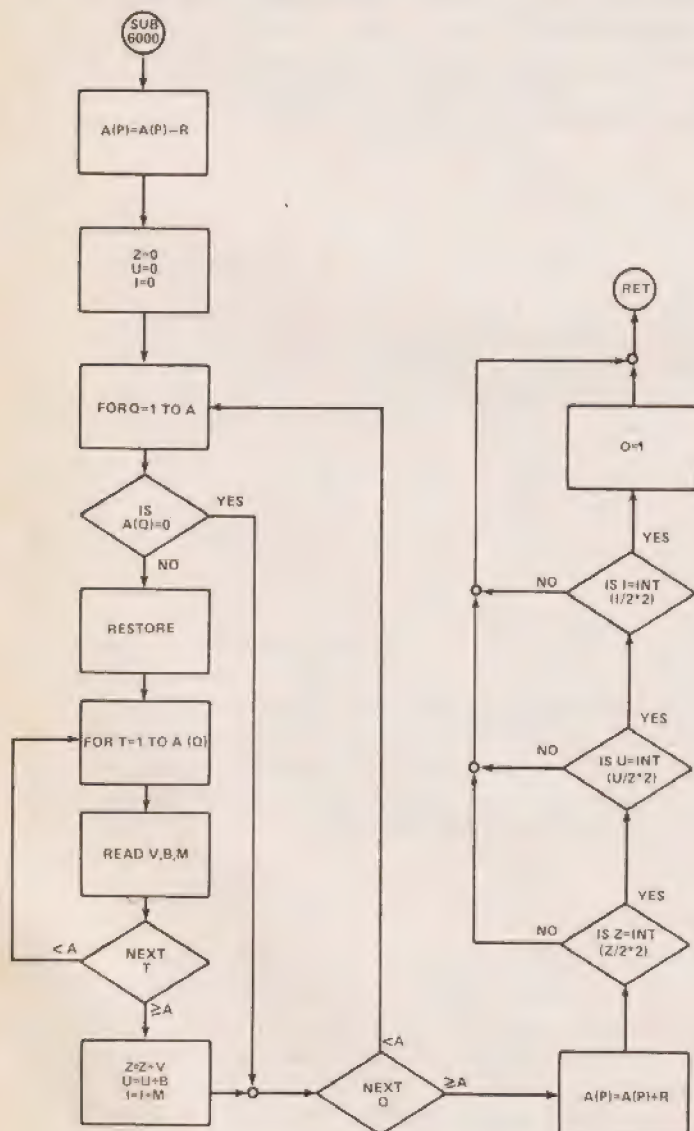 SUB
6000
A(P)=A(P)−R
Z=0
U=0
I=0
FOR Q=1 TO A
IS
A(Q)=0
YES
NO
RESTORE
FOR T=1 TO A (Q)
READ V,B,M
<A
NEXT
T
≥A
Z=Z+V
U=U+B
I=I+M
<A
NEXT
Q
≥A
A(P)=A(P)+R
IS Z=INT
(Z/2*2)
NO
YES
IS U=INT
(U/2*2)
NO
YES
IS I=INT
(I/2*2)
NO
YES
O=1
RET